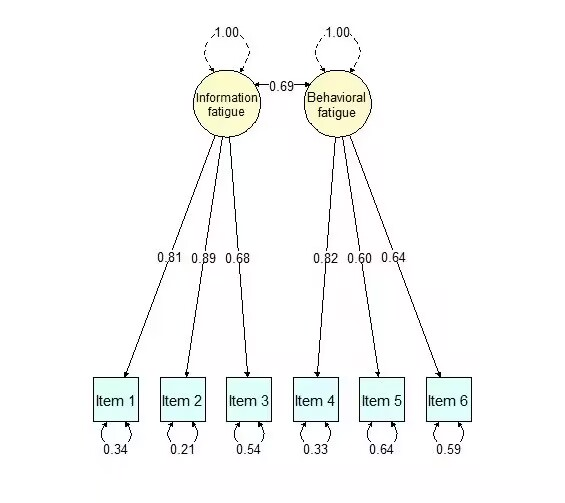 1.00 1.00
Information Behavioral
fatigue fatigue
0.69
0.81 0.89 0.68 0.82 0.60 0.64
Item 1 Item 2 Item 3 Item 4 Item 5 Item 6
0.34 0.21 0.54 0.33 0.64 0.59